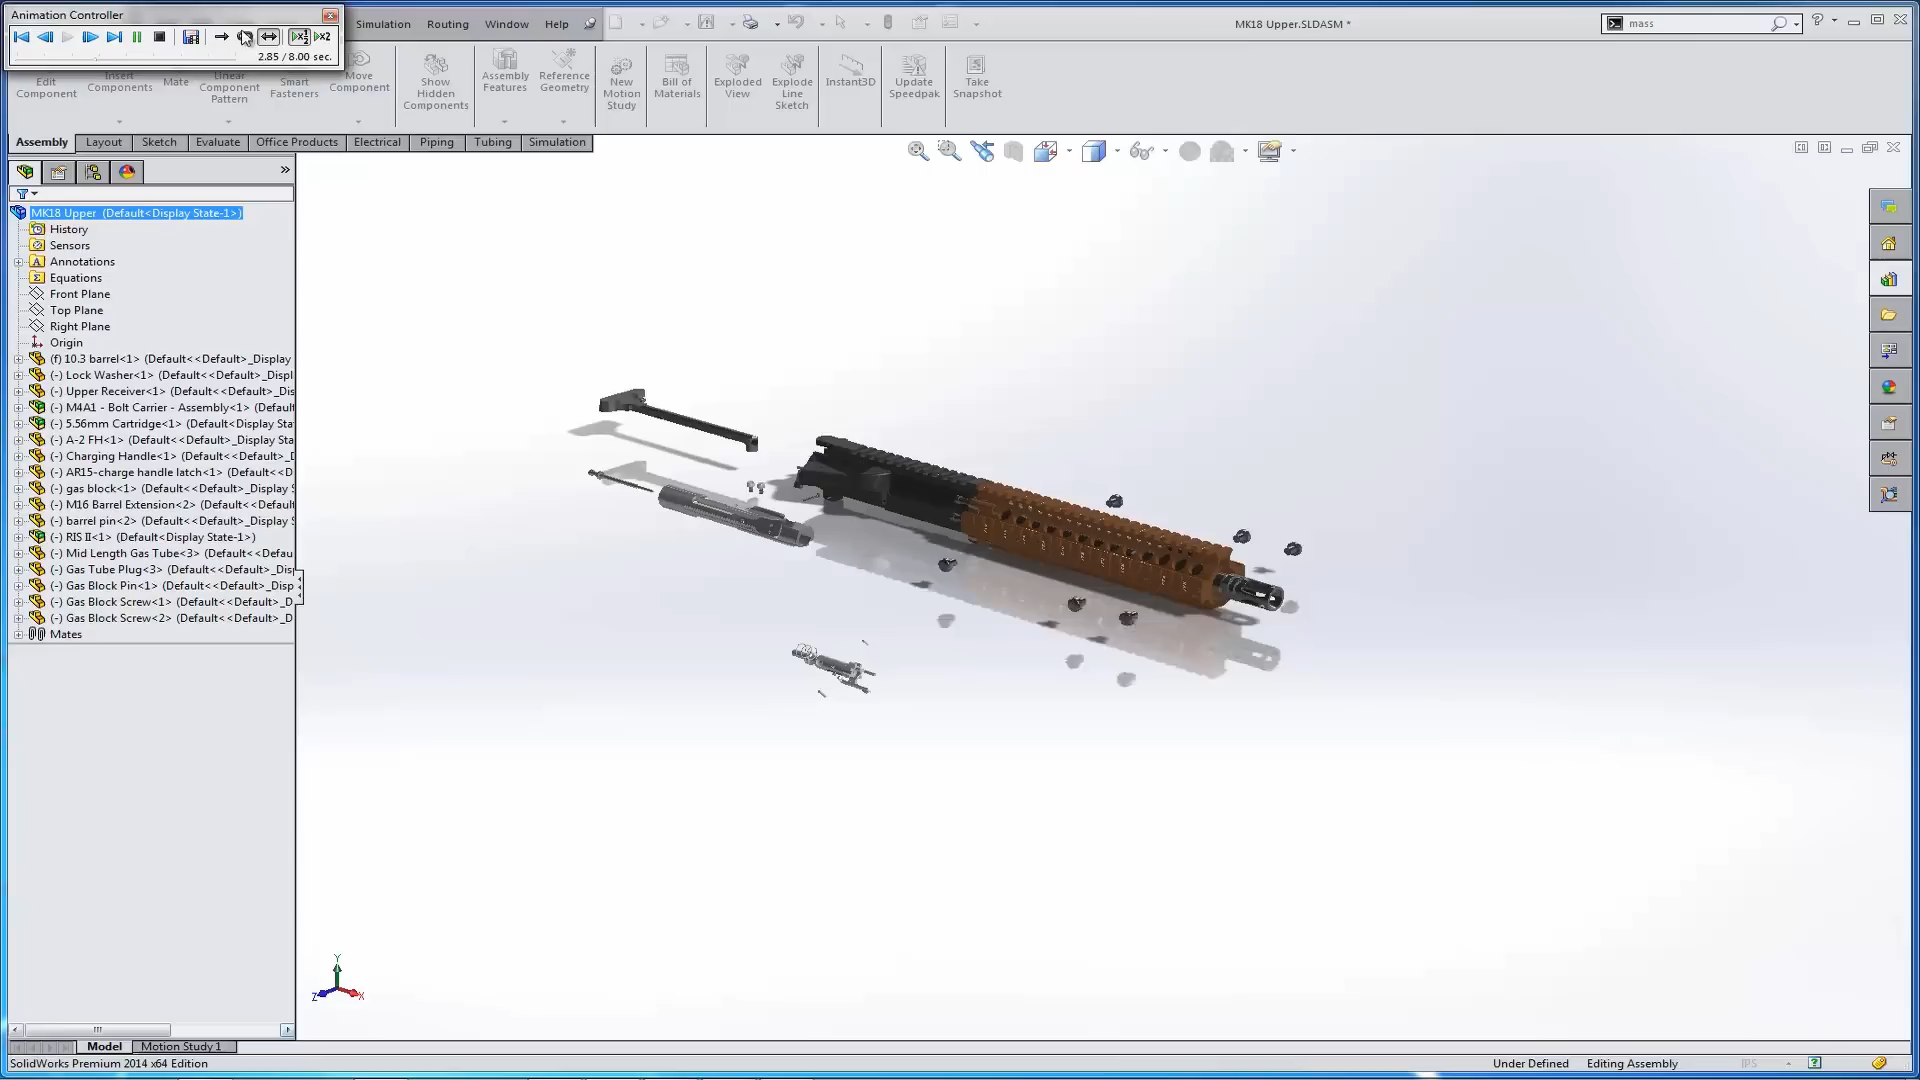 Animation Controller
2.85 / 8.00 sec.
Simulation
Routing
Window
Help
MK18 Upper.SLDASM *
mass
Edit Component
Insert Components
Mate
Linear Component Pattern
Smart Fasteners
Move Component
Show Hidden Components
Assembly Features
Reference Geometry
New Motion Study
Bill of Materials
Exploded View
Explode Line Sketch
Instant3D
Update Speedpak
Take Snapshot
Assembly
Layout
Sketch
Evaluate
Office Products
Electrical
Piping
Tubing
Simulation
MK18 Upper (Default<Display State-1>)
History
Sensors
Annotations
Equations
Front Plane
Top Plane
Right Plane
Origin
(f) 10.3 barrel<1> (Default<<Default>_Display
(-) Lock Washer<1> (Default<<Default>_Displ
(-) Upper Receiver<1> (Default<<Default>_Dis
(-) M4A1 - Bolt Carrier - Assembly<1> (Defaul
(-) 5.56mm Cartridge<1> (Default<Display Sta
(-) A-2 FH<1> (Default<<Default>_Display Sta
(-) Charging Handle<1> (Default<<Default>_D
(-) AR15-charge handle latch<1> (Default<<D
(-) gas block<1> (Default<<Default>_Display S
(-) M16 Barrel Extension<2> (Default<<Defaul
(-) barrel pin<2> (Default<<Default>_Display S
(-) RIS II<1> (Default<Display State-1>)
(-) Mid Length Gas Tube<3> (Default<<Defau
(-) Gas Tube Plug<3> (Default<<Default>_Dis
(-) Gas Block Pin<1> (Default<<Default>_Disp
(-) Gas Block Screw<1> (Default<<Default>_D
(-) Gas Block Screw<2> (Default<<Default>_D
Mates
Y
Z
X
Model
Motion Study 1
SolidWorks Premium 2014 x64 Edition
Under Defined
Editing Assembly
IPS